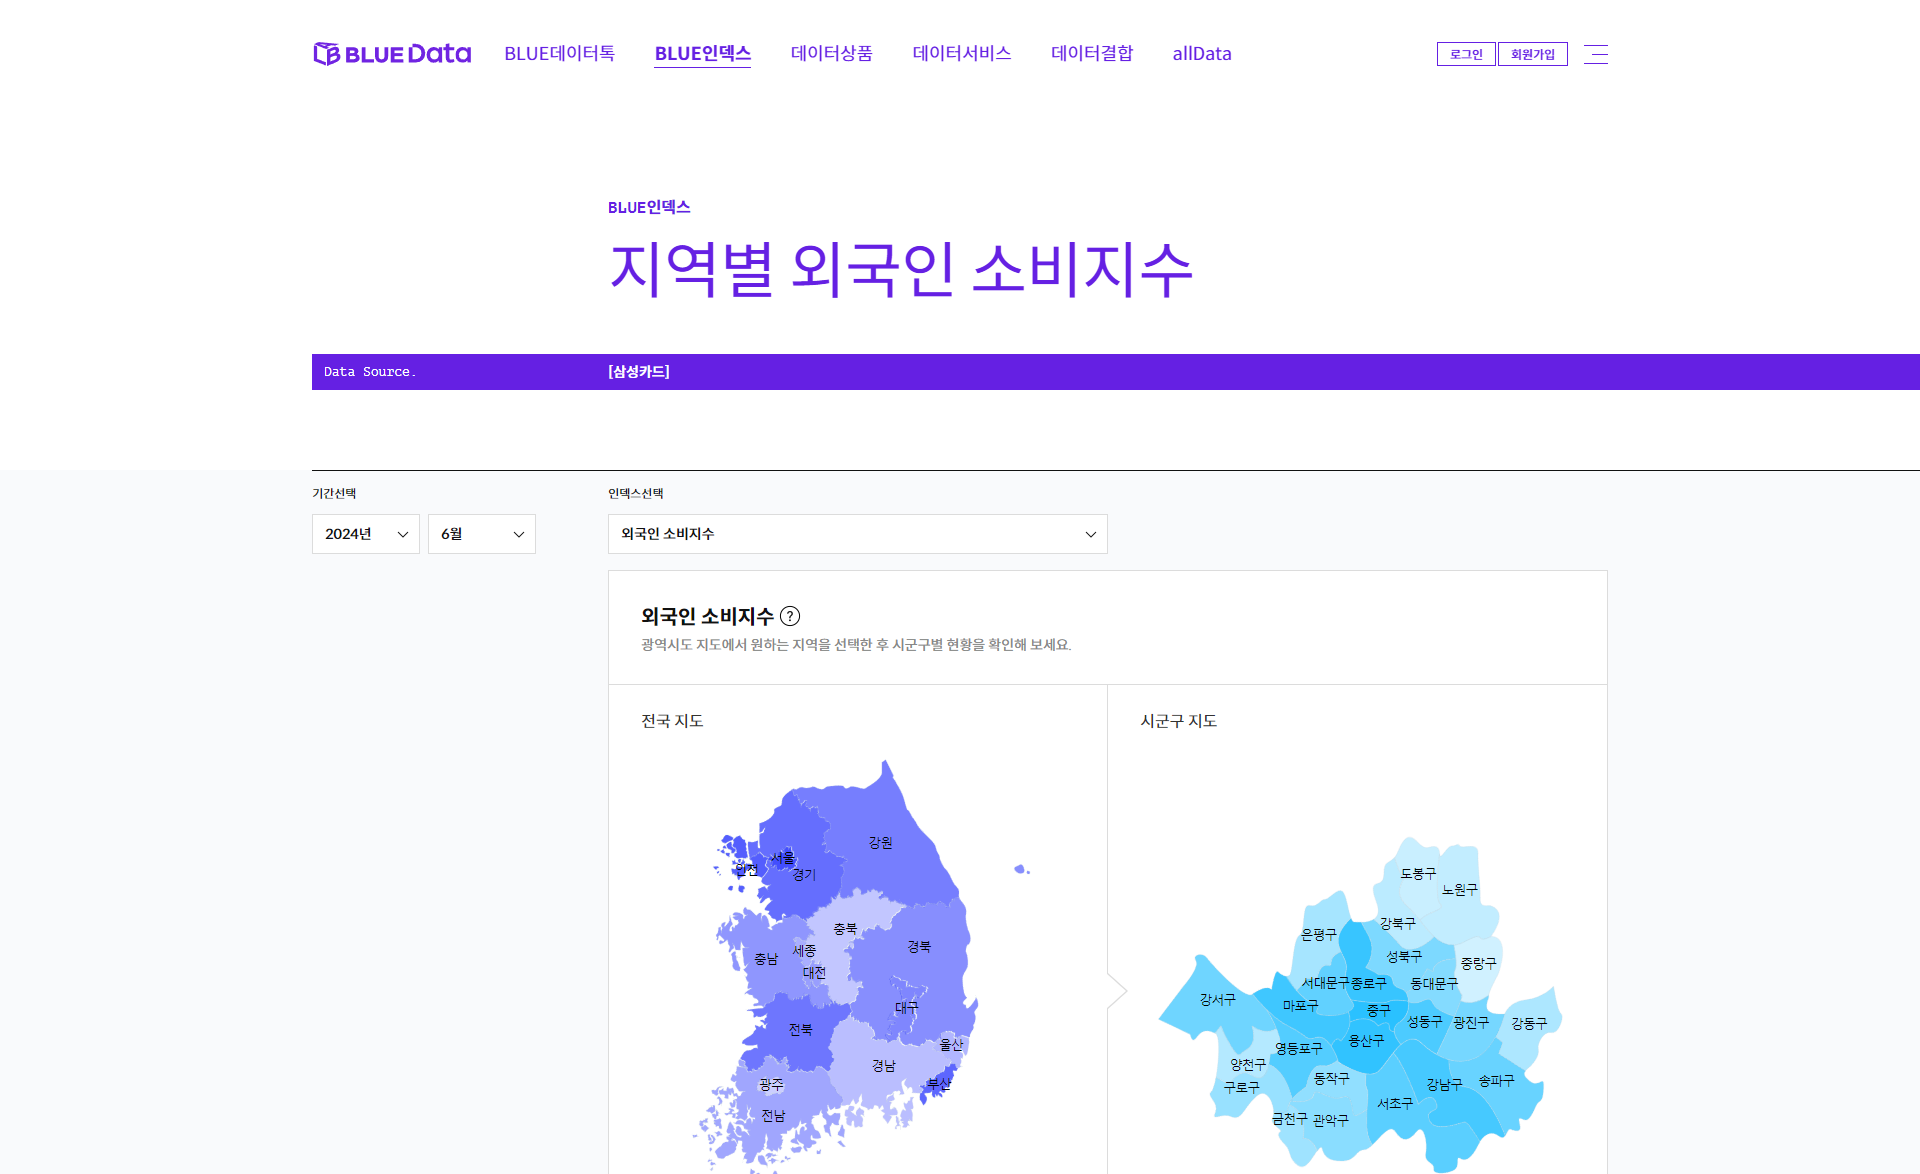 BLUE Data
BLUE데이터톡
BLUE인덱스
데이터상품
데이터서비스
데이터결합
allData
로그인
회원가입
BLUE인덱스
지역별 외국인 소비지수
Data Source.
[삼성카드]
기간선택
인덱스선택
2024년
6월
외국인 소비지수
외국인 소비지수 ?
광역시도 지도에서 원하는 지역을 선택한 후 시군구별 현황을 확인해 보세요.
전국 지도
강원
서울
인천
경기
충북
경북
세종
충남
대전
대구
전북
울산
경남
부산
광주
전남
시군구 지도
도봉구
노원구
강북구
은평구
성북구
중랑구
서대문구
종로구
동대문구
강서구
마포구
중구
성동구
광진구
강동구
용산구
영등포구
양천구
동작구
송파구
강남구
구로구
서초구
금천구
관악구